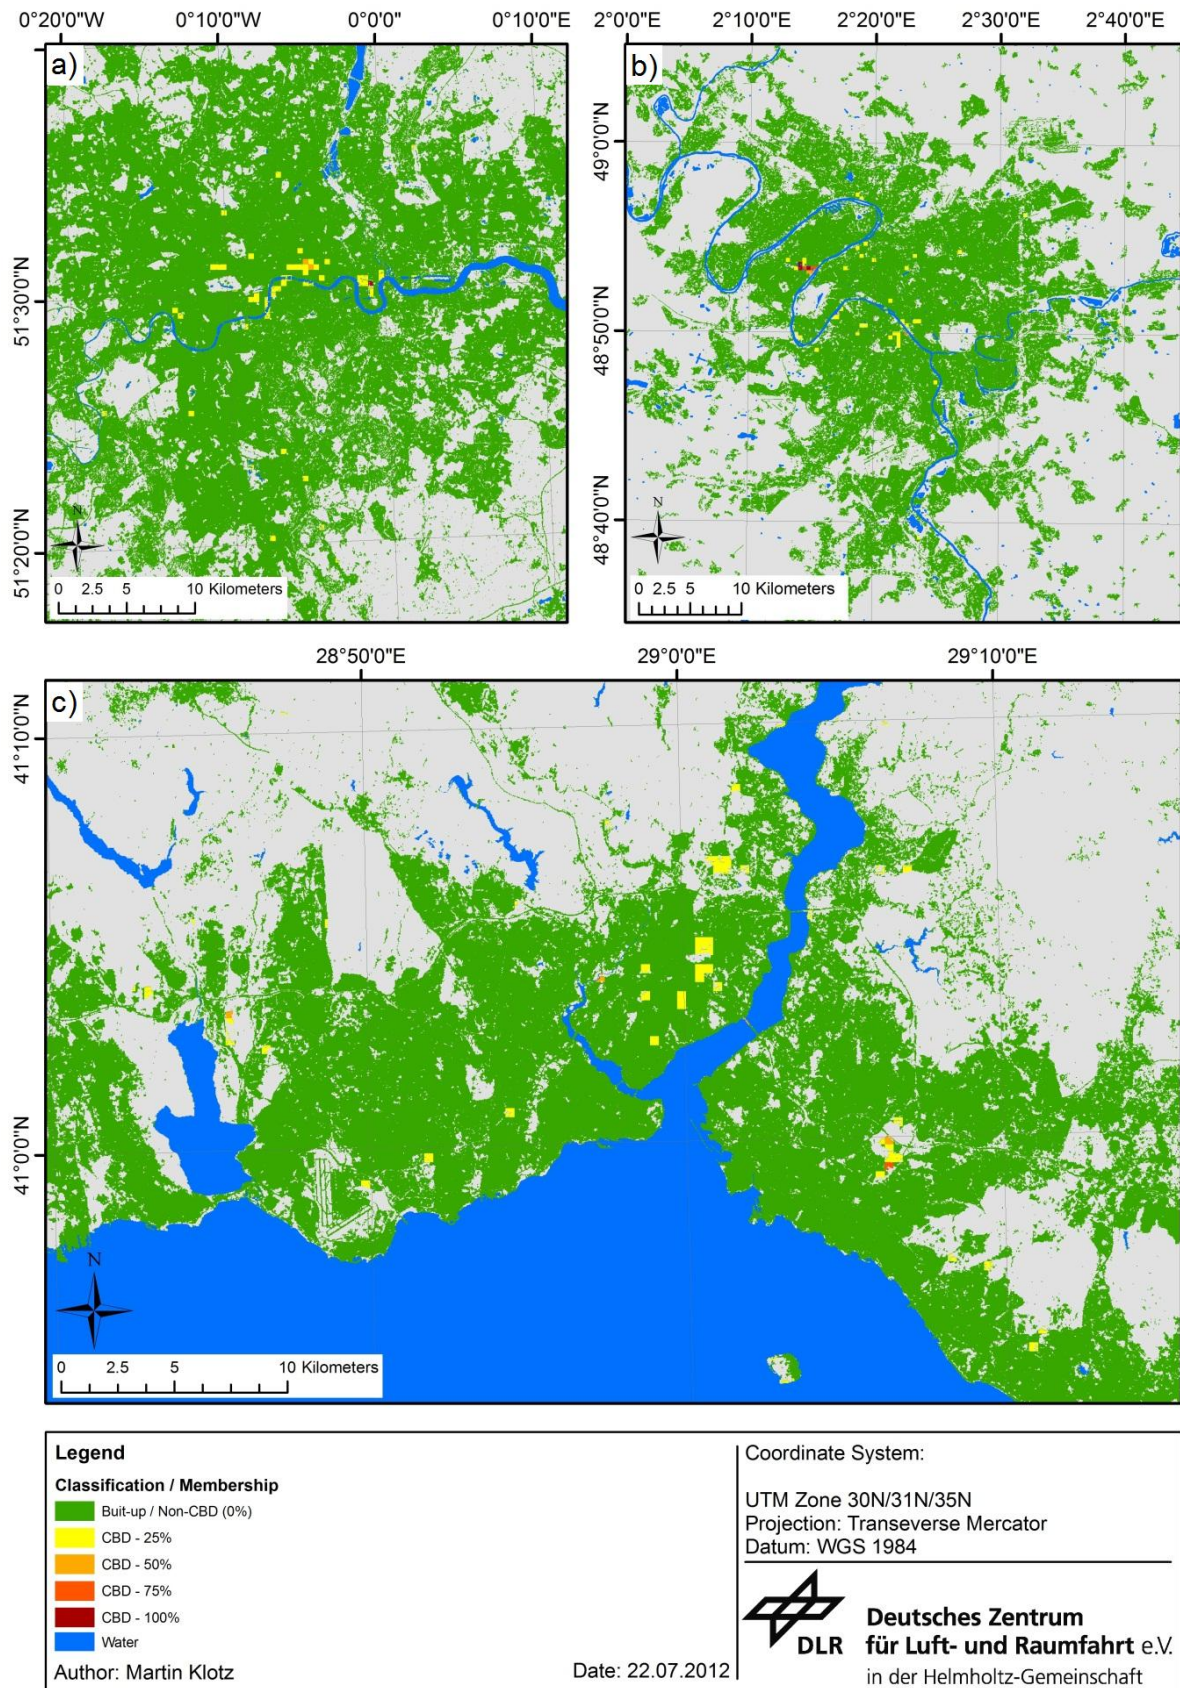 0°20'0"W 0°10'0"W 0°0'0" 0°10'0"E
2°0'0"E 2°10'0"E 2°20'0"E 2°30'0"E 2°40'0"E
a)
51°30'0"N
51°20'0"N
N
0 2.5 5 10 Kilometers
b)
49°0'0"N
48°50'0"N
48°40'0"N
N
0 2.5 5 10 Kilometers
28°50'0"E 29°0'0"E 29°10'0"E
c)
41°10'0"N
41°0'0"N
N
0 2.5 5 10 Kilometers
Legend
Classification / Membership
Buit-up / Non-CBD (0%)
CBD - 25%
CBD - 50%
CBD - 75%
CBD - 100%
Water
Author: Martin Klotz
Date: 22.07.2012
Coordinate System:
UTM Zone 30N/31N/35N
Projection: Transeverse Mercator
Datum: WGS 1984
DLR
Deutsches Zentrum
für Luft- und Raumfahrt e.V.
in der Helmholtz-Gemeinschaft